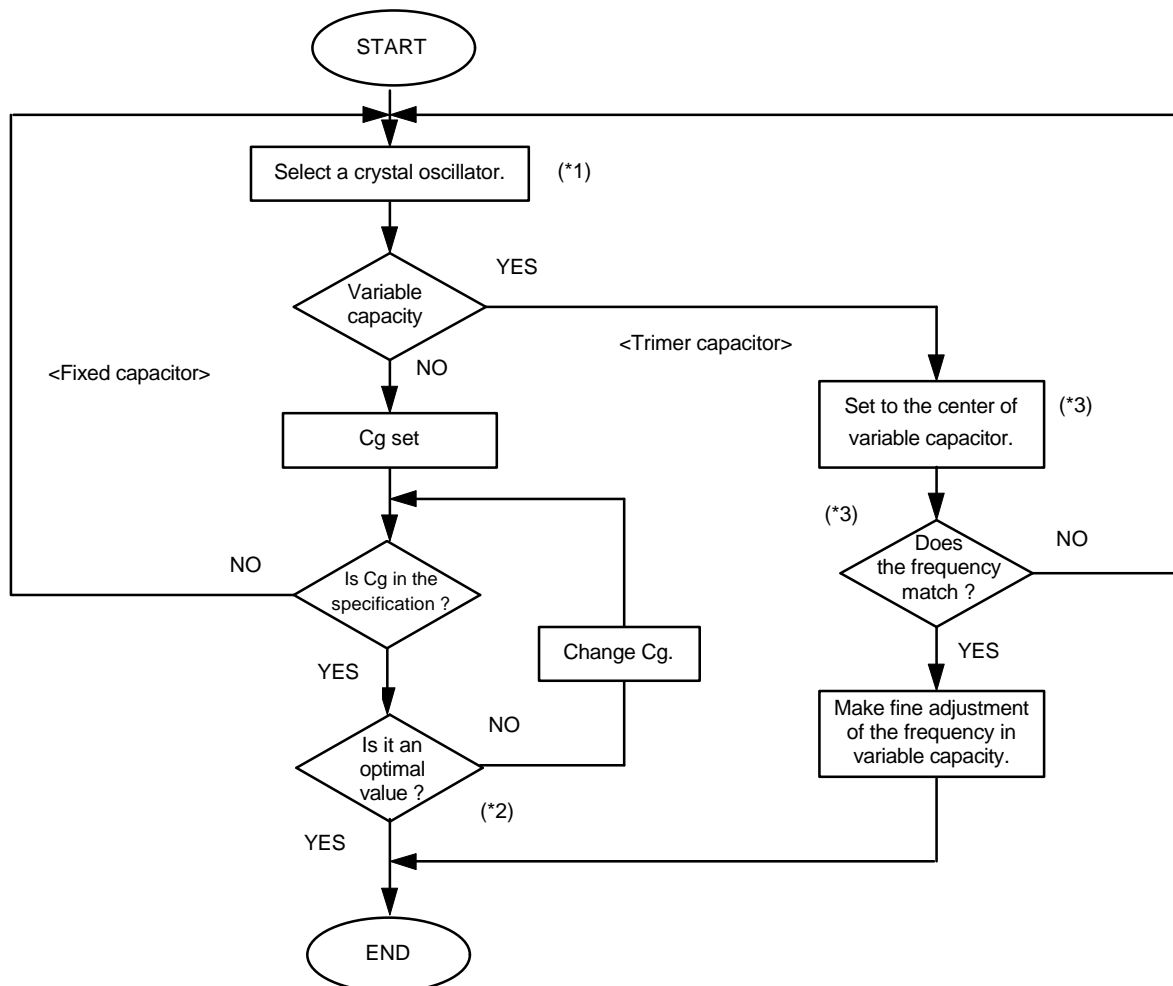 START
Select a crystal oscillator.
(*1)
YES
Variable
capacity
<Trimer capacitor>
<Fixed capacitor>
NO
Set to the center of
variable capacitor.
(*3)
Cg set
(*3)
Does
the frequency
match ?
NO
NO
Is Cg in the
specification ?
Change Cg.
YES
YES
Make fine adjustment
of the frequency in
variable capacity.
NO
Is it an
optimal
value ?
(*2)
YES
END